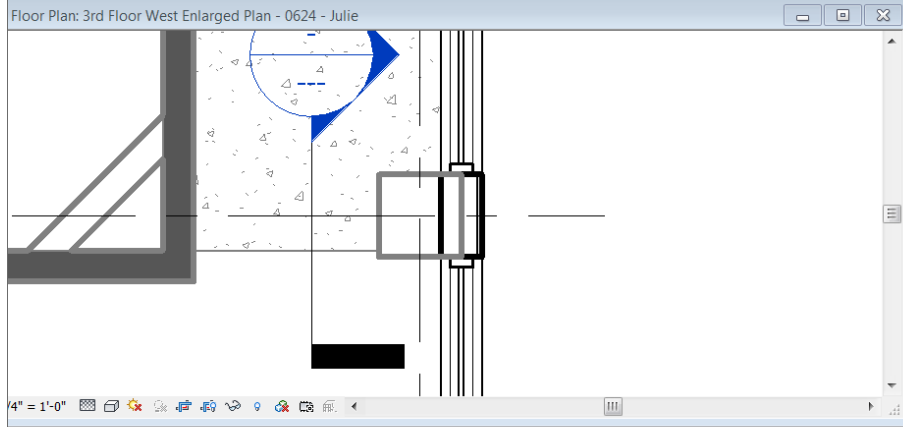 Floor Plan: 3rd Floor West Enlarged Plan - 0624 - Julie
/4" = 1'-0"